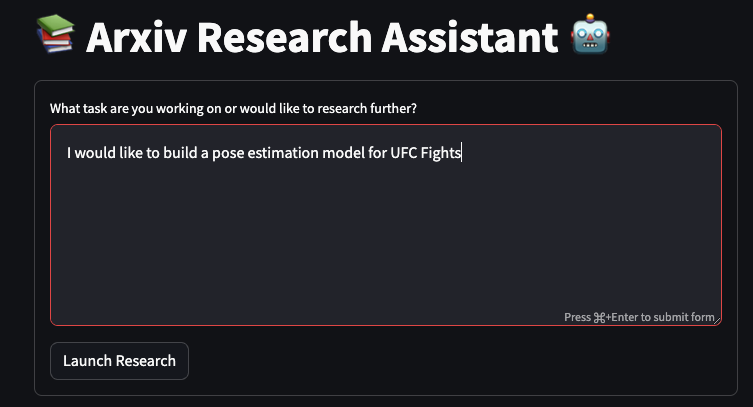 📚 Arxiv Research Assistant 🤖
What task are you working on or would like to research further?
I would like to build a pose estimation model for UFC Fights
Press ⌘+Enter to submit form
Launch Research